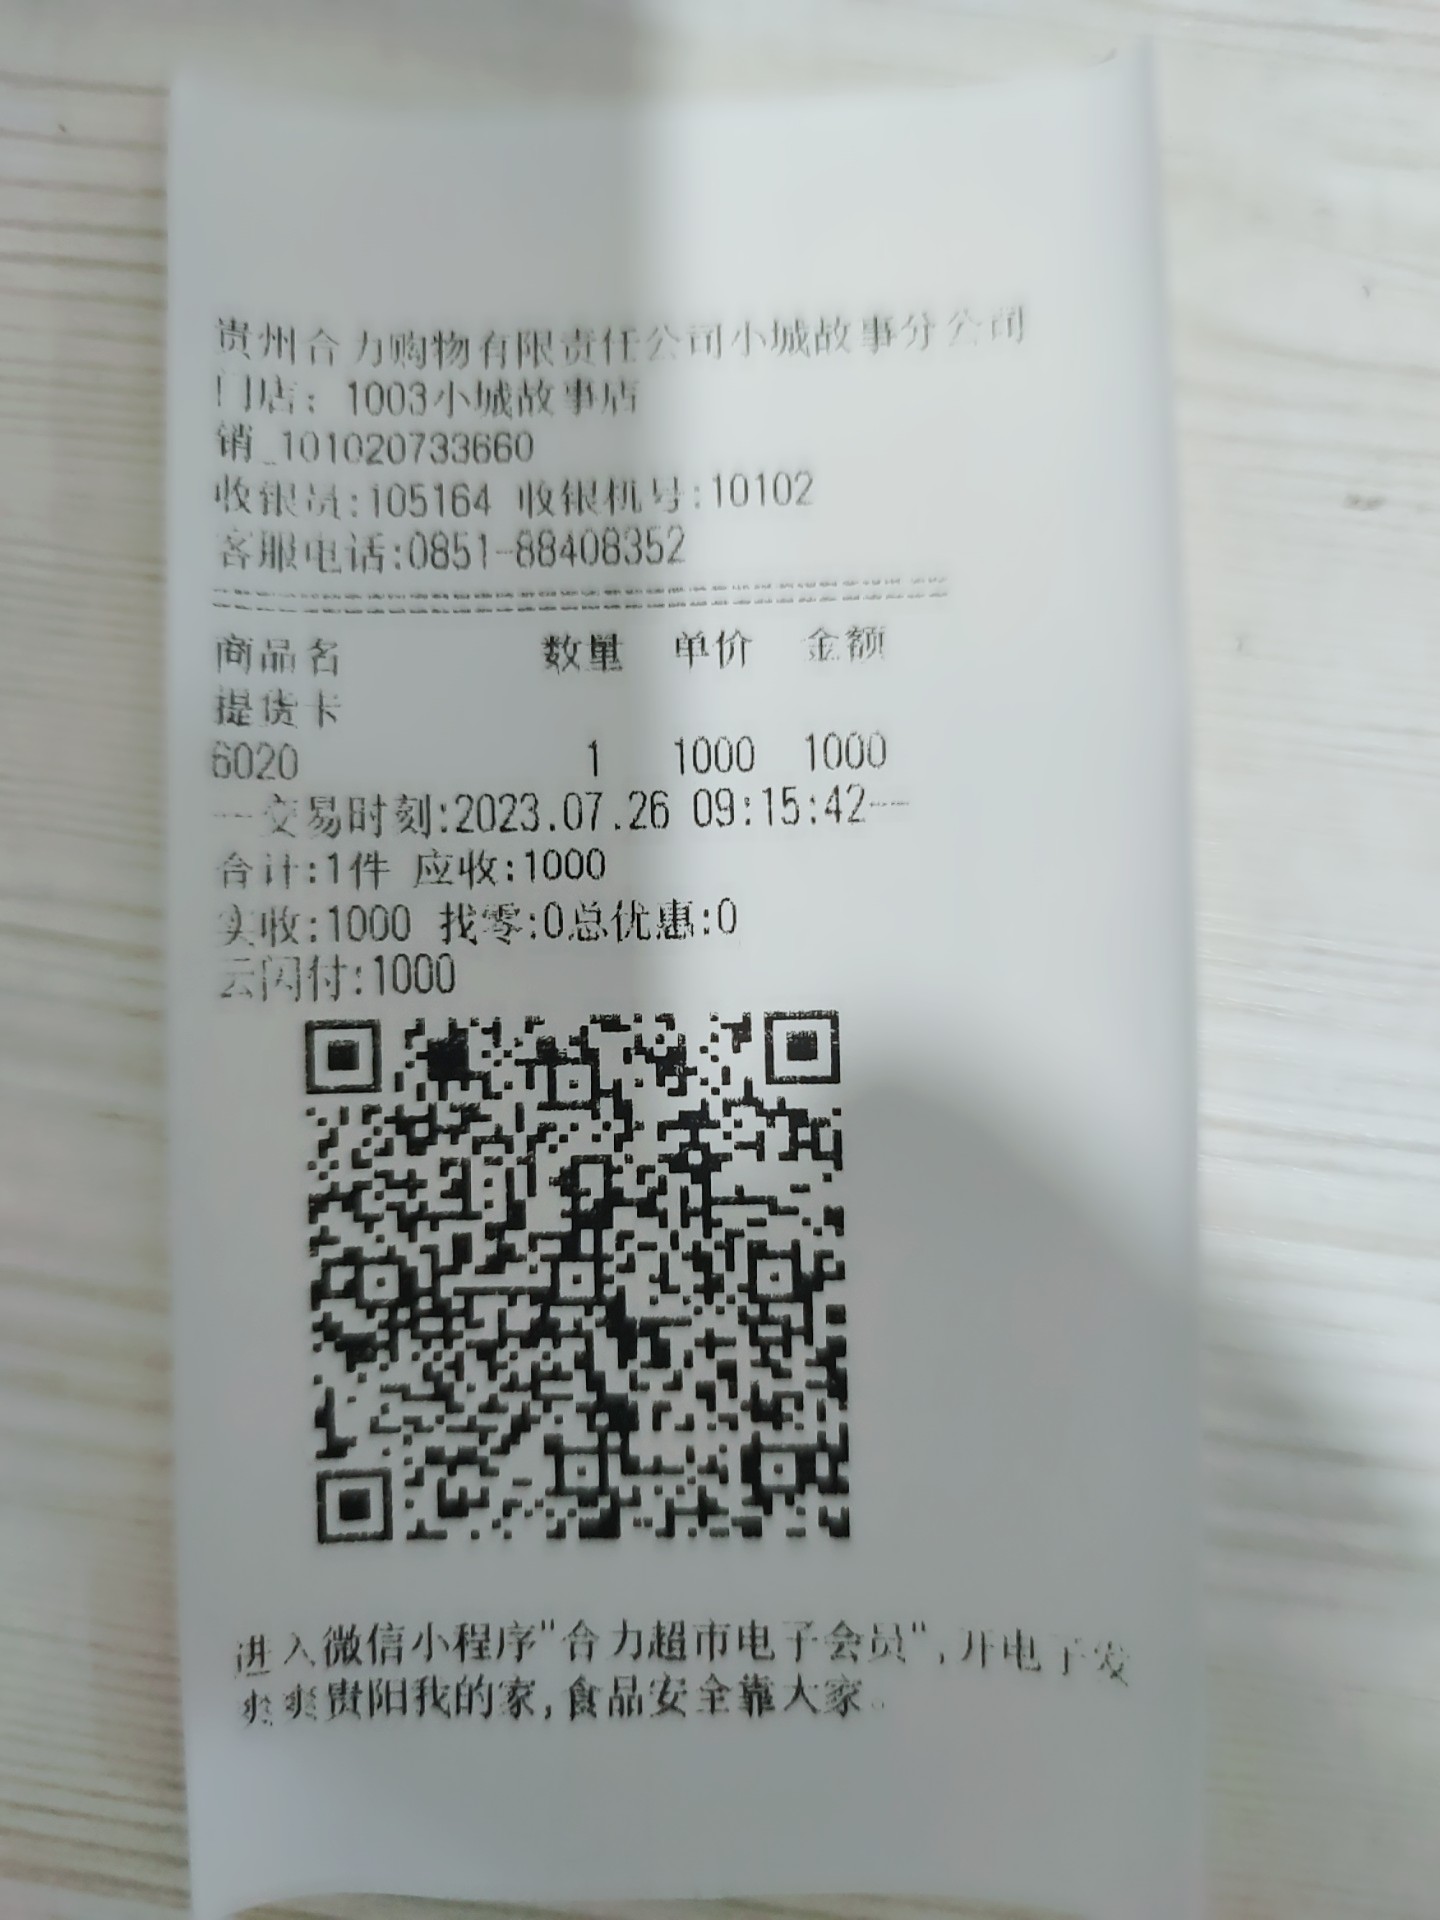 贵州合力购物有限责任公司小城故事分公司
门店：1003小城故事店
销_101020733660
收银员:105164 收银机号:10102
客服电话:0851-88408352
商品名 数量 单价 金额
提货卡
6020 1 1000 1000
---交易时刻:2023.07.26 09:15:42---
合计:1件 应收:1000
实收:1000 找零:0总优惠:0
云闪付:1000
进入微信小程序"合力超市电子会员",开电子发
爽爽贵阳我的家,食品安全靠大家。